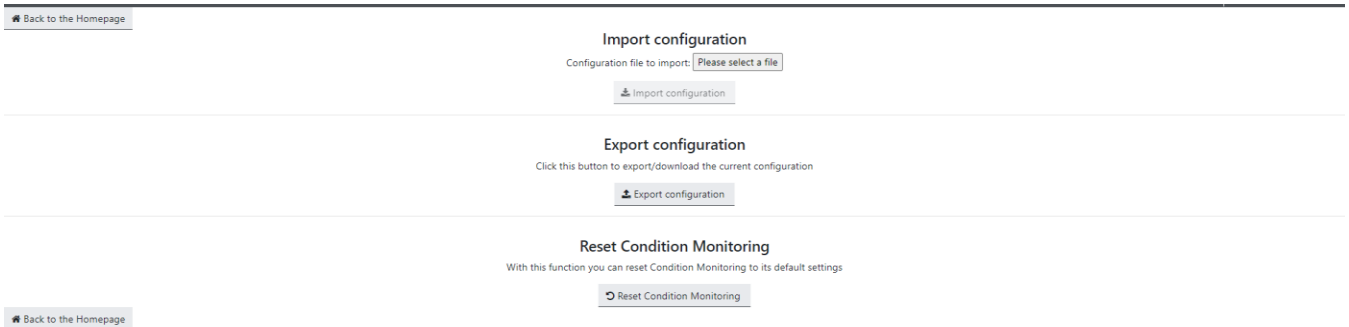 Back to the Homepage
Import configuration
Configuration file to import: Please select a file
Import configuration
Export configuration
Click this button to export/download the current configuration
Export configuration
Reset Condition Monitoring
With this function you can reset Condition Monitoring to its default settings
Reset Condition Monitoring
Back to the Homepage